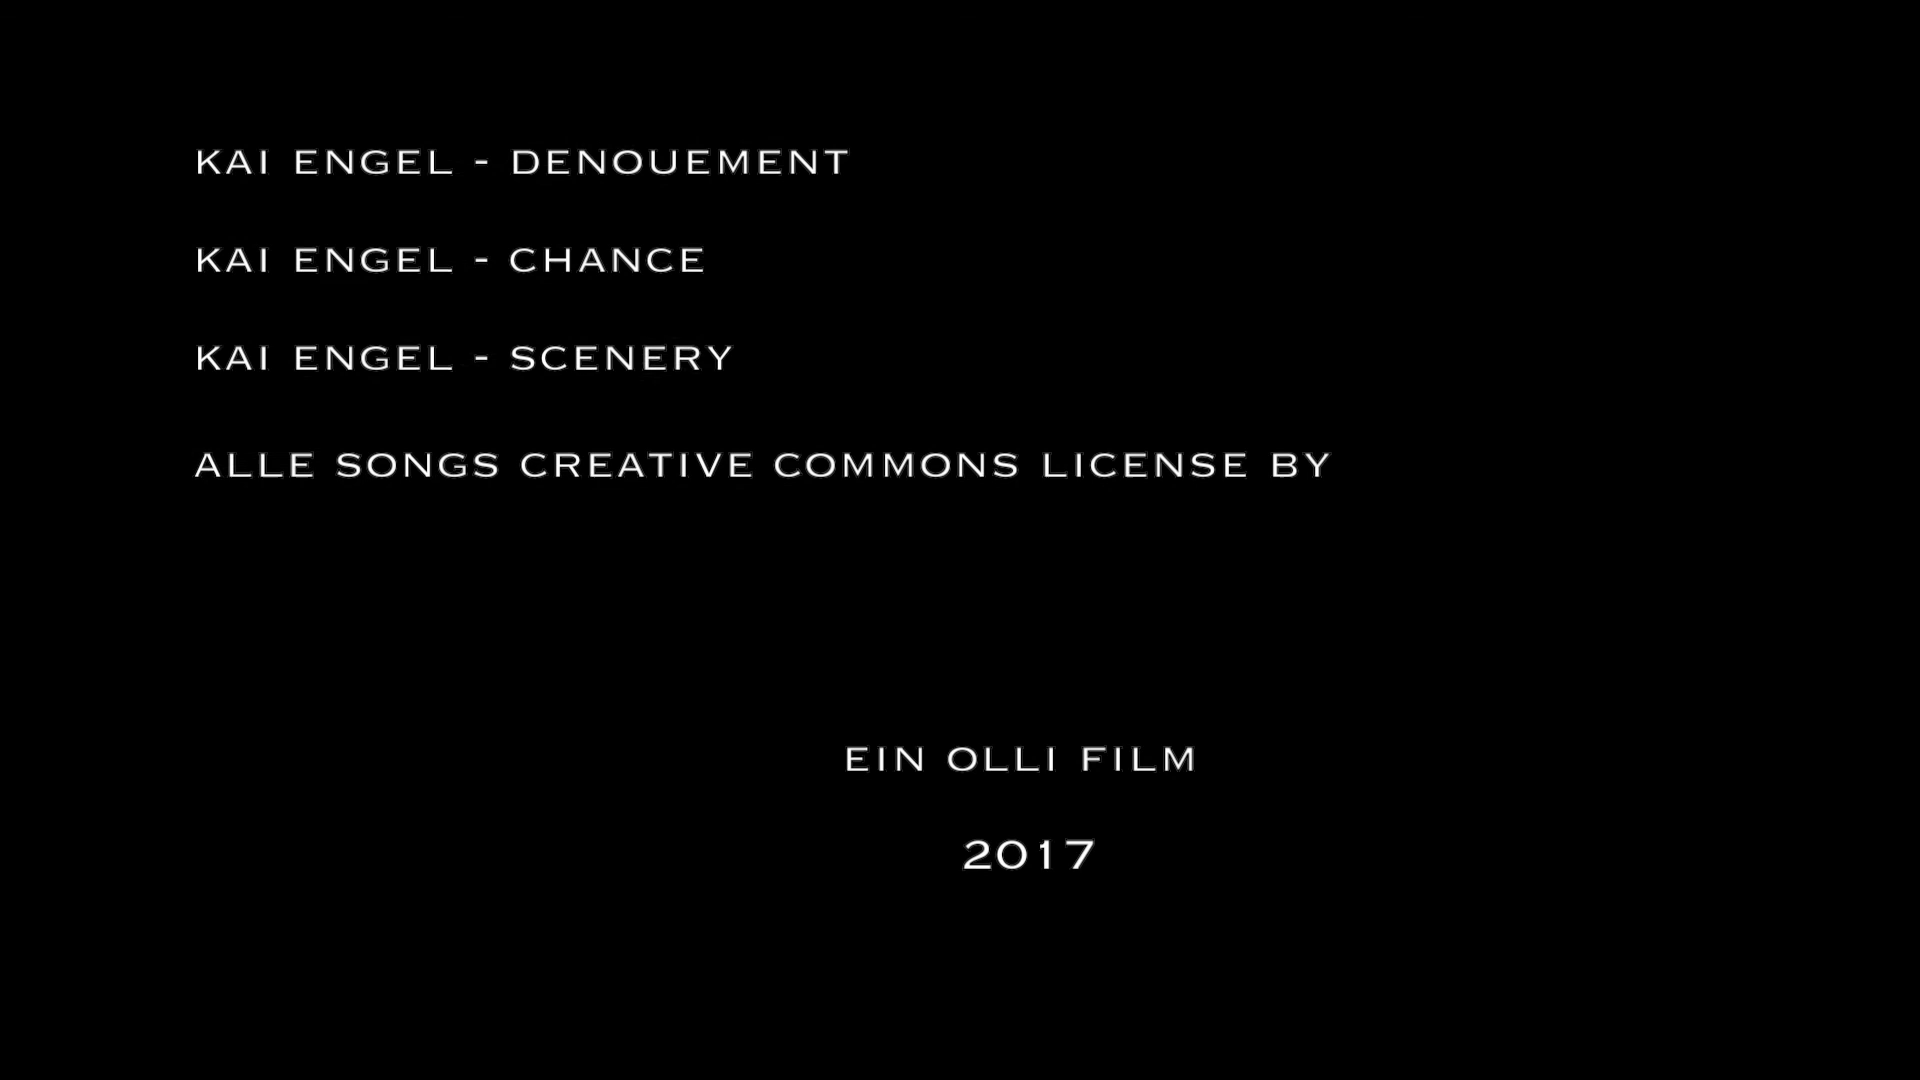 KAI ENGEL - DENOUEMENT
KAI ENGEL - CHANCE
KAI ENGEL - SCENERY
ALLE SONGS CREATIVE COMMONS LICENSE BY
EIN OLLI FILM
2017